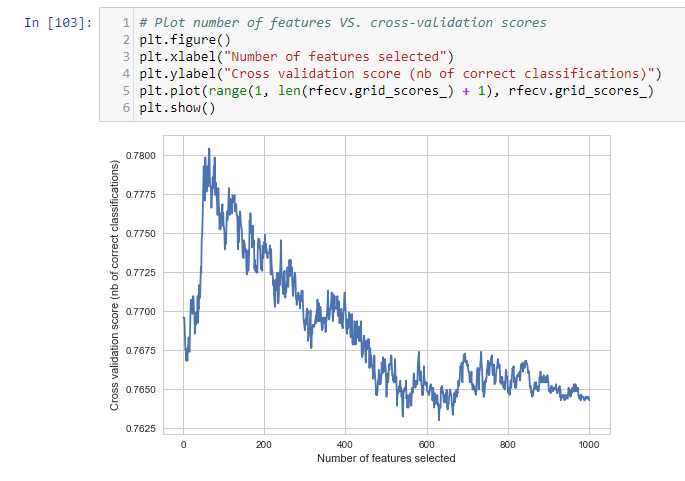 In [103]:
1 # Plot number of features VS. cross-validation scores
2 plt.figure()
3 plt.xlabel("Number of features selected")
4 plt.ylabel("Cross validation score (nb of correct classifications)")
5 plt.plot(range(1, len(rfecv.grid_scores_) + 1), rfecv.grid_scores_)
6 plt.show()
Cross validation score (nb of correct classifications)
0.7800
0.7775
0.7750
0.7725
0.7700
0.7675
0.7650
0.7625
0 200 400 600 800 1000
Number of features selected